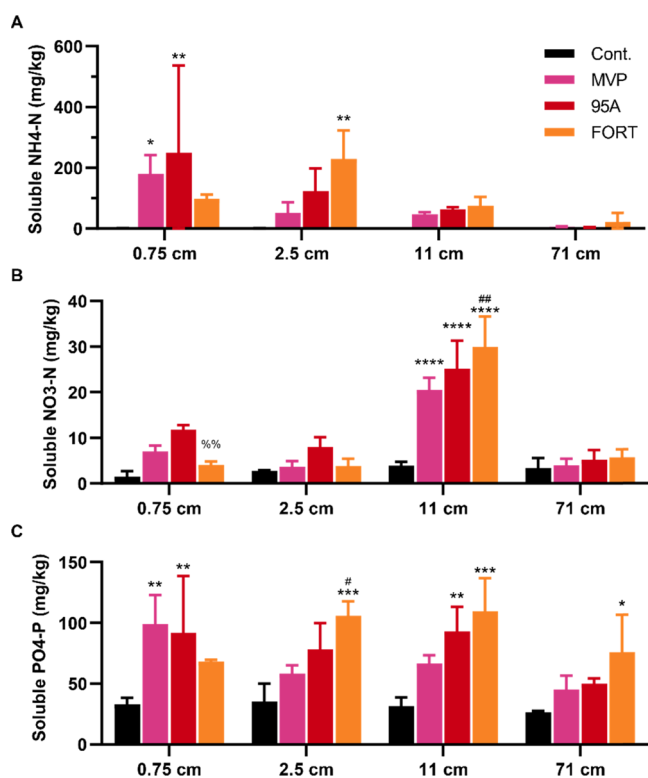 A
Soluble NH4-N (mg/kg)
600
400
200
0
*
**
**
Cont.
MVP
95A
FORT
0.75 cm 2.5 cm 11 cm 71 cm
B
Soluble NO3-N (mg/kg)
40
30
20
10
0
%%
****
****
##
****
0.75 cm 2.5 cm 11 cm 71 cm
C
Soluble PO4-P (mg/kg)
150
100
50
0
**
**
#
***
**
***
*
0.75 cm 2.5 cm 11 cm 71 cm